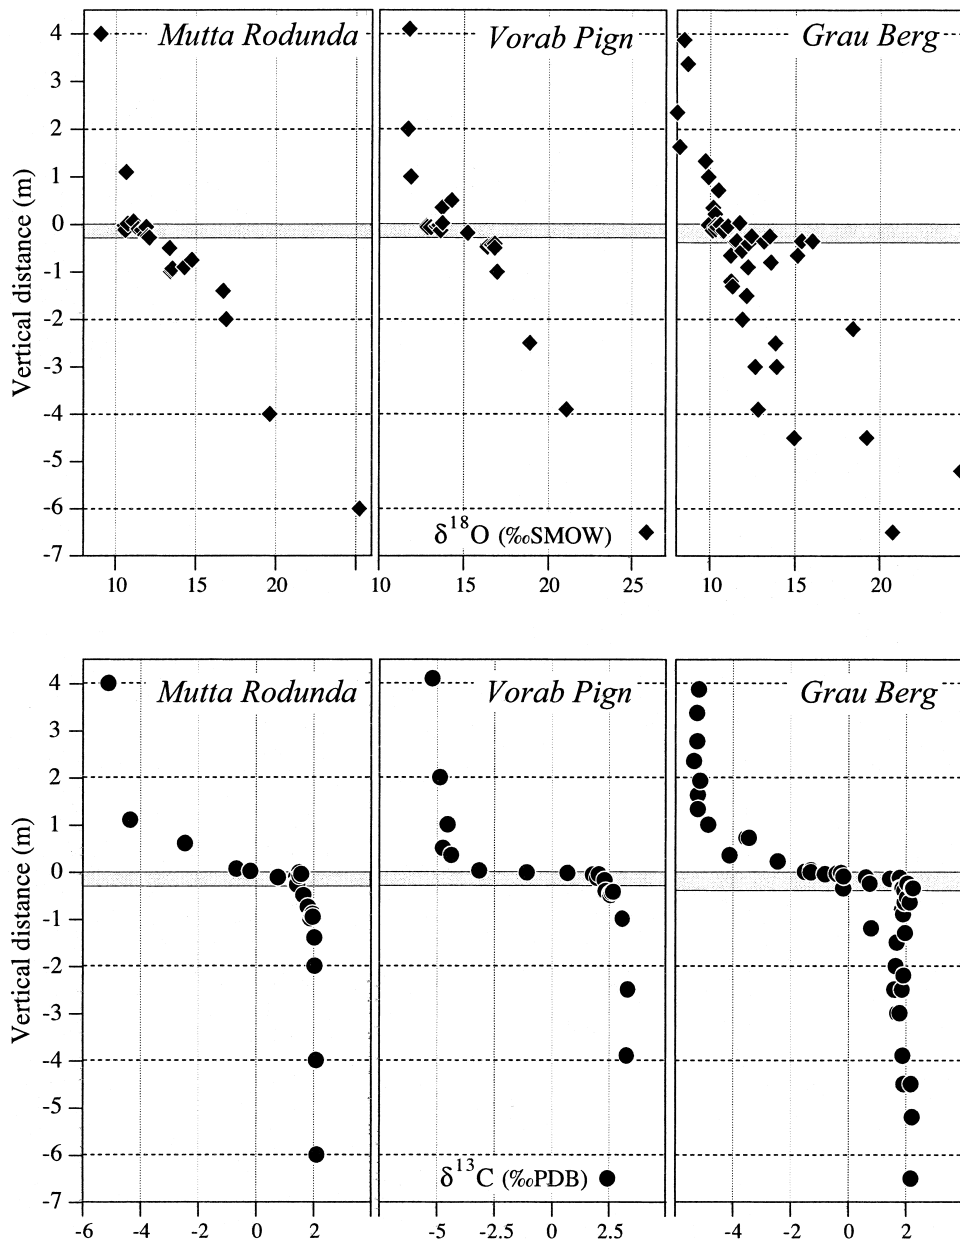 Mutta Rodunda
Vorab Pign
Grau Berg
Vertical distance (m)
4
3
2
1
0
-1
-2
-3
-4
-5
-6
-7
δ18O (‰SMOW)
10 15 20
10 15 20 25
10 15 20
Mutta Rodunda
Vorab Pign
Grau Berg
Vertical distance (m)
4
3
2
1
0
-1
-2
-3
-4
-5
-6
-7
δ13C (‰PDB)
-6 -4 -2 0 2
-5 -2.5 0 2.5
-4 -2 0 2